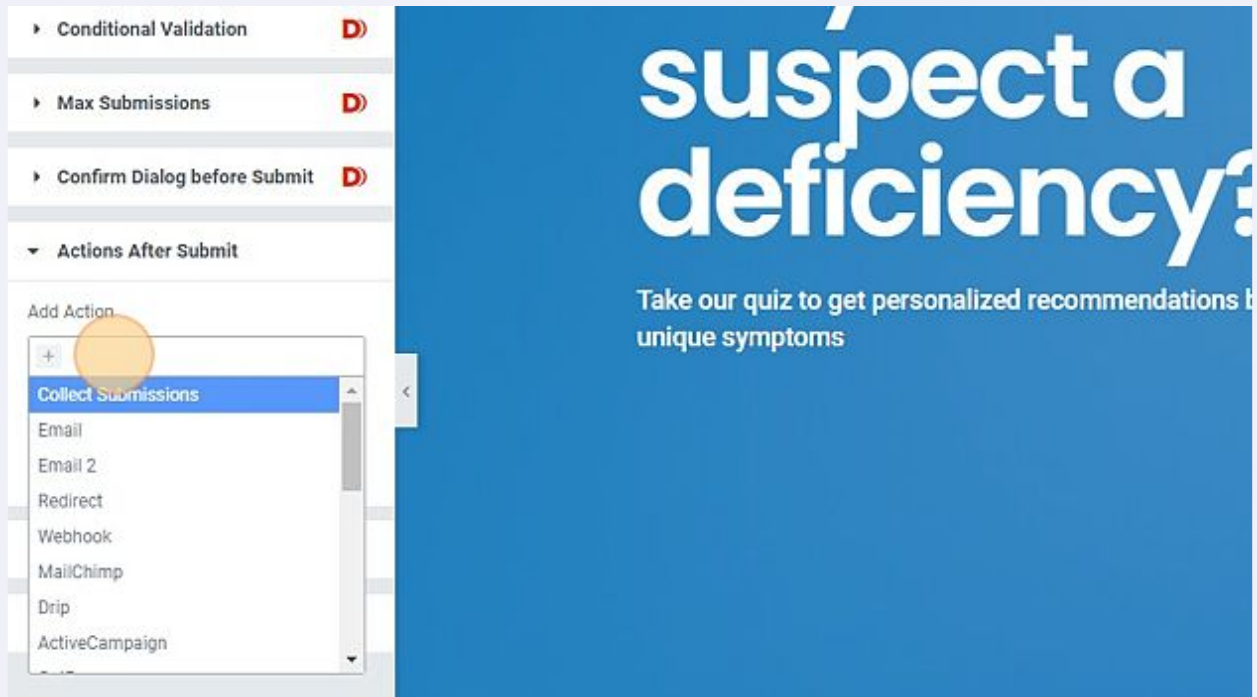 Conditional Validation
Max Submissions
Confirm Dialog before Submit
Actions After Submit
Add Action
+
Collect Submissions
Email
Email 2
Redirect
Webhook
MailChimp
Drip
ActiveCampaign
suspect a
deficiency?
Take our quiz to get personalized recommendations
unique symptoms